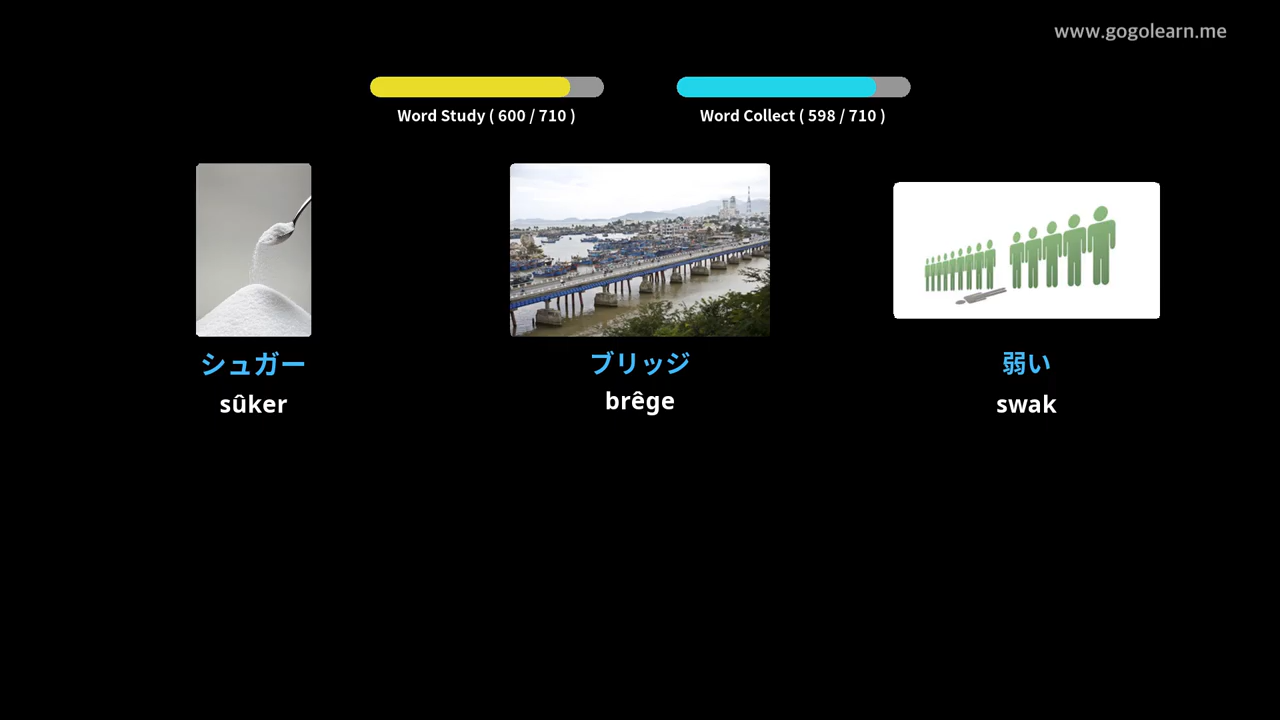 www.gogolearn.me
Word Study ( 600 / 710 )
Word Collect ( 598 / 710 )
シュガー
ブリッジ
弱い
sûker
brêge
swak